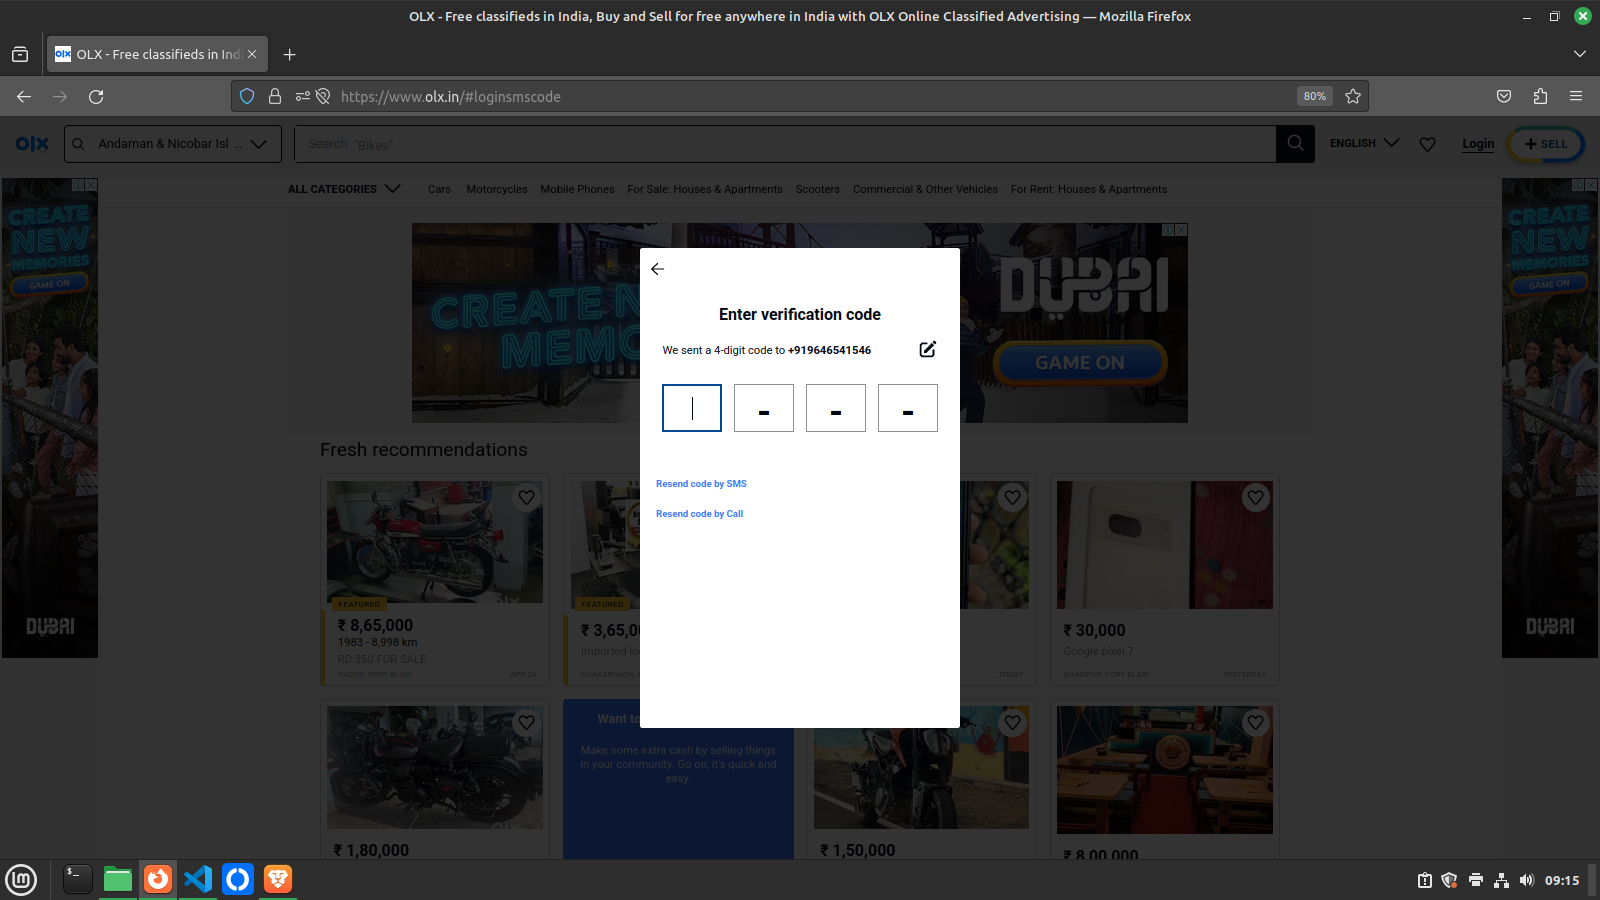 OLX - Free classifieds in India, Buy and Sell for free anywhere in India with OLX Online Classified Advertising — Mozilla Firefox
OLX - Free classifieds in Ind
https://www.olx.in/#loginsmscode
80%
olx
Andaman & Nicobar Isl ...
Search "Bikes"
ENGLISH
Login
+ SELL
ALL CATEGORIES
Cars
Motorcycles
Mobile Phones
For Sale: Houses & Apartments
Scooters
Commercial & Other Vehicles
For Rent: Houses & Apartments
CREATE
NEW
MEMORIES
GAME ON
DUBAI
CREATE N
MEMO
DUBAI
GAME ON
CREATE
NEW
MEMORIES
GAME ON
DUBAI
Enter verification code
We sent a 4-digit code to +919646541546
- - -
Resend code by SMS
Resend code by Call
Fresh recommendations
FEATURED
₹ 8,65,000
1983 - 8,998 km
RD 350 FOR SALE
HADDO, PORT BLAIR
APR 24
FEATURED
₹ 3,65,0
Imported lo
CHAKARGAON,
TODAY
₹ 30,000
Google pixel 7
SHADIPUR, PORT BLAIR
YESTERDAY
olx
₹ 1,80,000
Want to
Make some extra cash by selling things
in your community. Go on, it's quick and
easy.
₹ 1,50,000
₹ 8,00,000
09:15